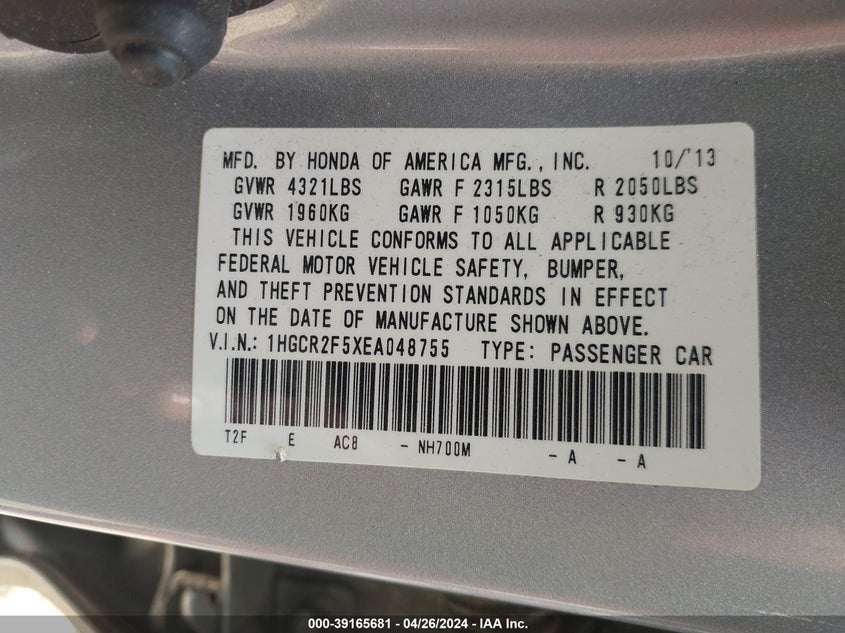 MFD. BY HONDA OF AMERICA MFG., INC. 10/'13
GVWR 4321LBS GAWR F 2315LBS R 2050LBS
GVWR 1960KG GAWR F 1050KG R 930KG
THIS VEHICLE CONFORMS TO ALL APPLICABLE
FEDERAL MOTOR VEHICLE SAFETY, BUMPER,
AND THEFT PREVENTION STANDARDS IN EFFECT
ON THE DATE OF MANUFACTURE SHOWN ABOVE.
V.I.N.: 1HGCR2F5XEA048755 TYPE: PASSENGER CAR
T2F E AC8 - NH700M - A - A
000-39165681 - 04/26/2024 - IAA Inc.